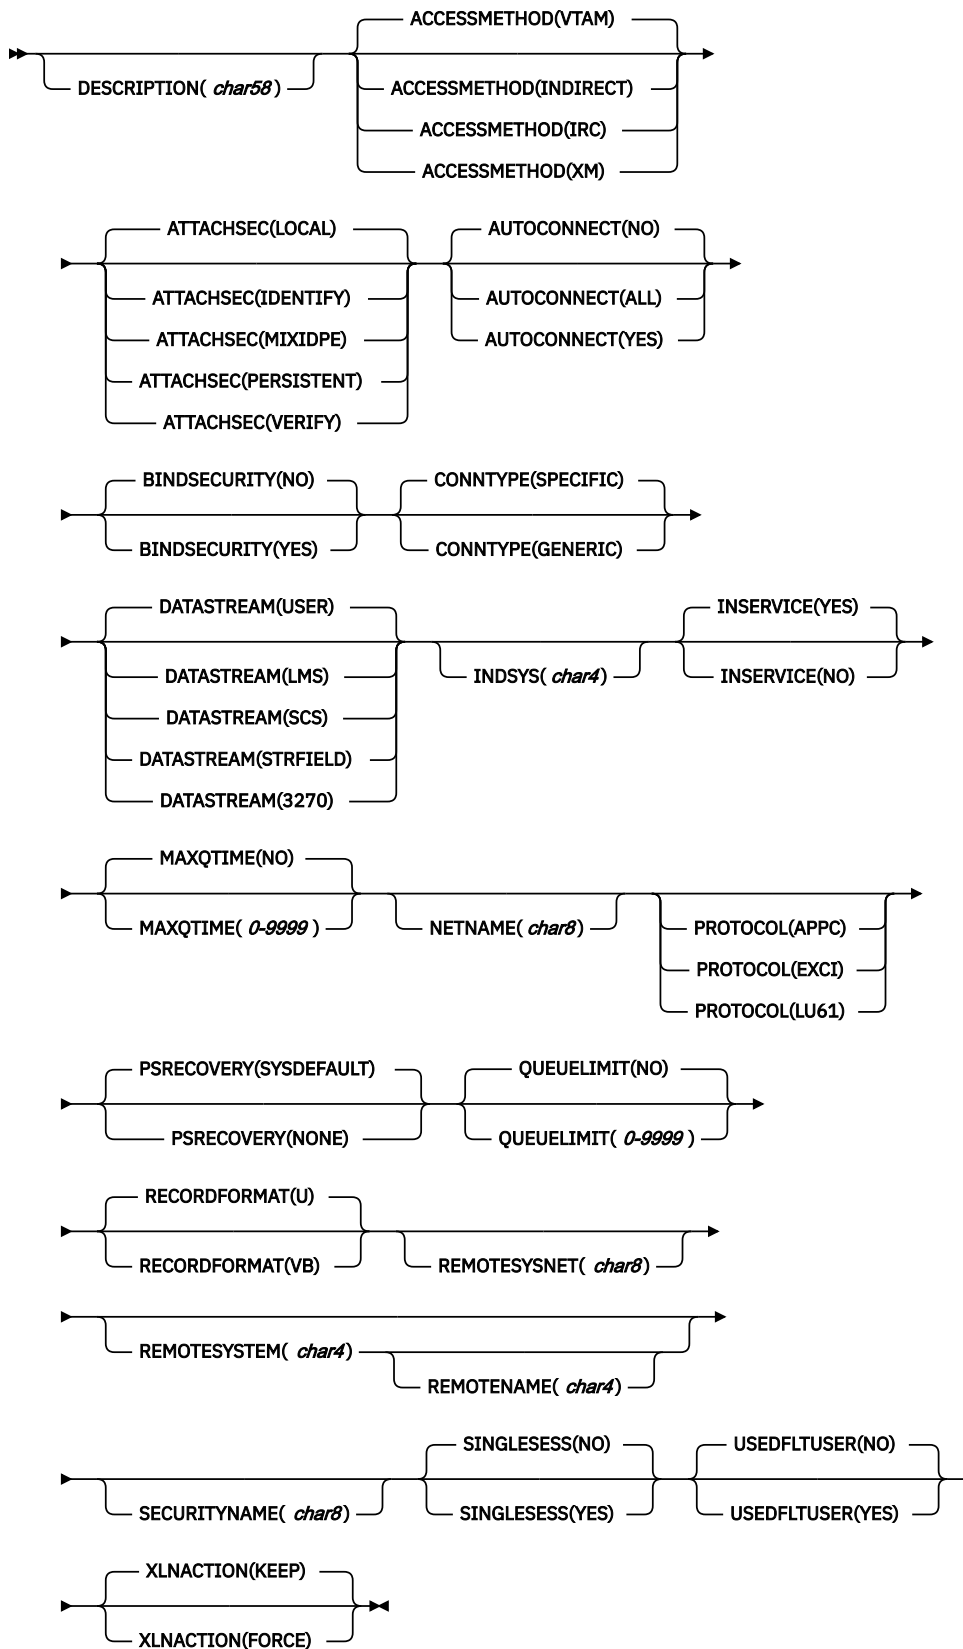 ACCESSMETHOD(VTAM)
DESCRIPTION( char58 )
ACCESSMETHOD(INDIRECT)
ACCESSMETHOD(IRC)
ACCESSMETHOD(XM)
ATTACHSEC(LOCAL)
ATTACHSEC(IDENTIFY)
ATTACHSEC(MIXIDPE)
ATTACHSEC(PERSISTENT)
ATTACHSEC(VERIFY)
AUTOCONNECT(NO)
AUTOCONNECT(ALL)
AUTOCONNECT(YES)
BINDSECURITY(NO)
BINDSECURITY(YES)
CONNTYPE(SPECIFIC)
CONNTYPE(GENERIC)
DATASTREAM(USER)
DATASTREAM(LMS)
DATASTREAM(SCS)
DATASTREAM(STRFIELD)
DATASTREAM(3270)
INDSYS( char4 )
INSERVICE(YES)
INSERVICE(NO)
MAXQTIME(NO)
MAXQTIME( 0-9999 )
NETNAME( char8 )
PROTOCOL(APPC)
PROTOCOL(EXCI)
PROTOCOL(LU61)
PSRECOVERY(SYSDEFAULT)
PSRECOVERY(NONE)
QUEUELIMIT(NO)
QUEUELIMIT( 0-9999 )
RECORDFORMAT(U)
RECORDFORMAT(VB)
REMOTESYSNET( char8 )
REMOTESYSTEM( char4 )
REMOTENAME( char4 )
SECURITYNAME( char8 )
SINGLESESS(NO)
SINGLESESS(YES)
USEDFLTUSER(NO)
USEDFLTUSER(YES)
XLNACTION(KEEP)
XLNACTION(FORCE)